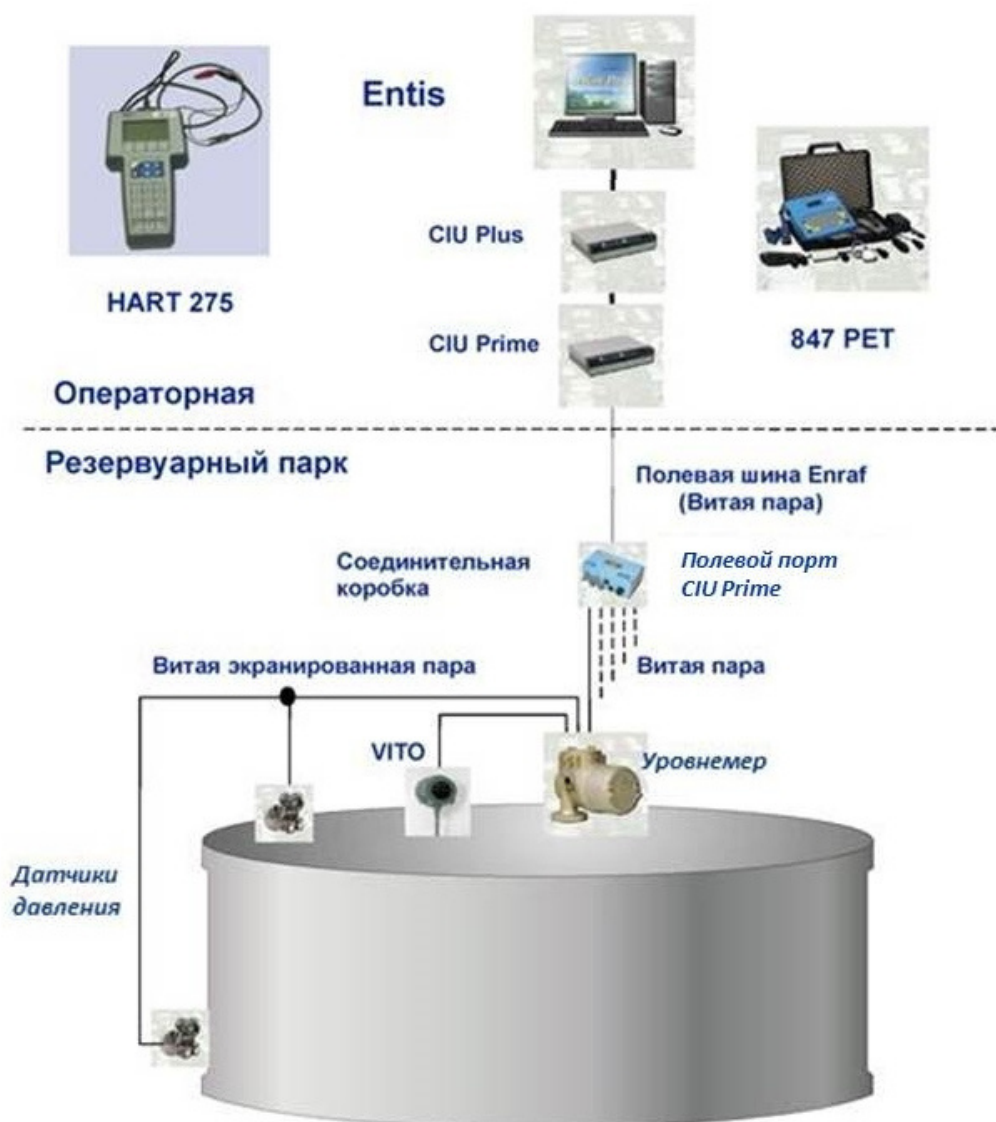 Entis
CIU Plus
HART 275
CIU Prime
847 PET
Операторная
Резервуарный парк
Полевая шина Enraf
(Витая пара)
Соединительная
коробка
Полевой порт
CIU Prime
Витая экранированная пара
Витая пара
VITO
Уровнемер
Датчики
давления